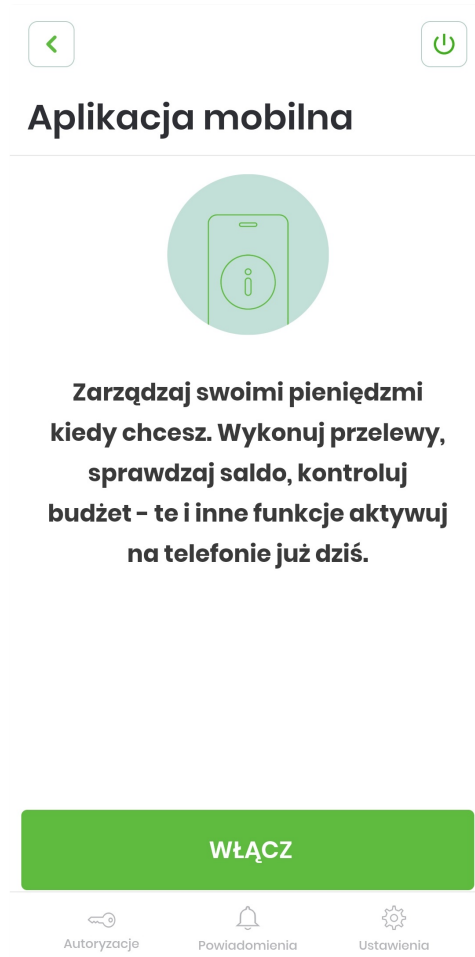 Aplikacja mobilna
Zarządzaj swoimi pieniędzmi
kiedy chcesz. Wykonuj przelewy,
sprawdzaj saldo, kontroluj
budżet – te i inne funkcje aktywuj
na telefonie już dziś.
WŁĄCZ
Autoryzacje Powiadomienia Ustawienia